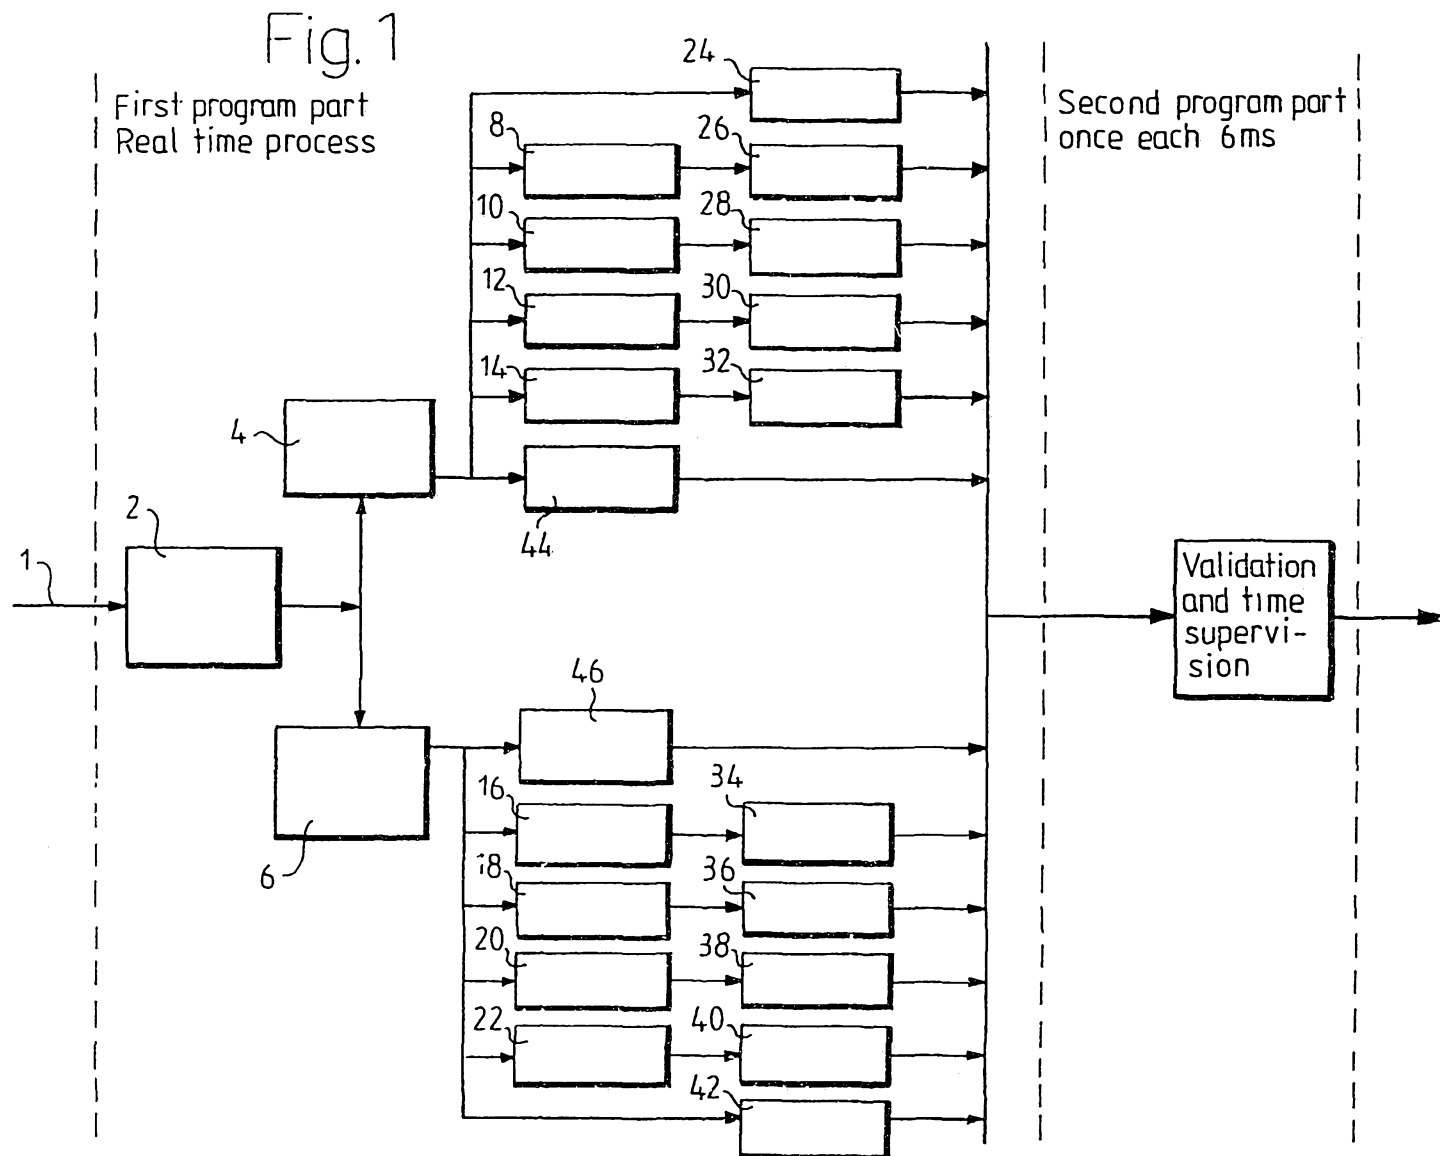 Fig. 1
First program part
Real time process
Second program part
once each 6ms
24
8
26
10
28
12
30
14
32
4
44
2
1
Validation
and time
supervi-
sion
46
16
34
6
18
36
20
38
22
40
42